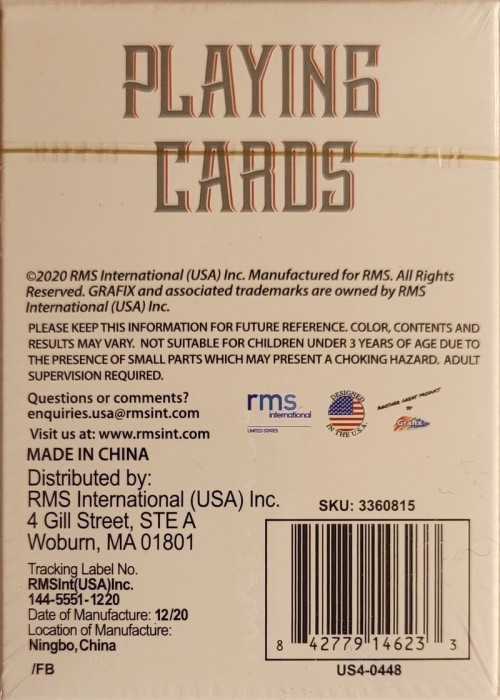 PLAYING
CARDS
©2020 RMS International (USA) Inc. Manufactured for RMS. All Rights
Reserved. GRAFIX and associated trademarks are owned by RMS
International (USA) Inc.
PLEASE KEEP THIS INFORMATION FOR FUTURE REFERENCE. COLOR, CONTENTS AND
RESULTS MAY VARY. NOT SUITABLE FOR CHILDREN UNDER 3 YEARS OF AGE DUE TO
THE PRESENCE OF SMALL PARTS WHICH MAY PRESENT A CHOKING HAZARD. ADULT
SUPERVISION REQUIRED.
Questions or comments?
enquiries.usa@rmsint.com
Visit us at: www.rmsint.com
rms
international
UNITED STATES
DESIGNED
IN THE U.S.A.
ANOTHER GREAT PRODUCT
BY
Grafix
MADE IN CHINA
Distributed by:
RMS International (USA) Inc.
4 Gill Street, STE A
Woburn, MA 01801
Tracking Label No.
RMSInt(USA)Inc.
144-5551-1220
Date of Manufacture: 12/20
Location of Manufacture:
Ningbo,China
/FB
SKU: 3360815
8 42779 14623 3
US4-0448